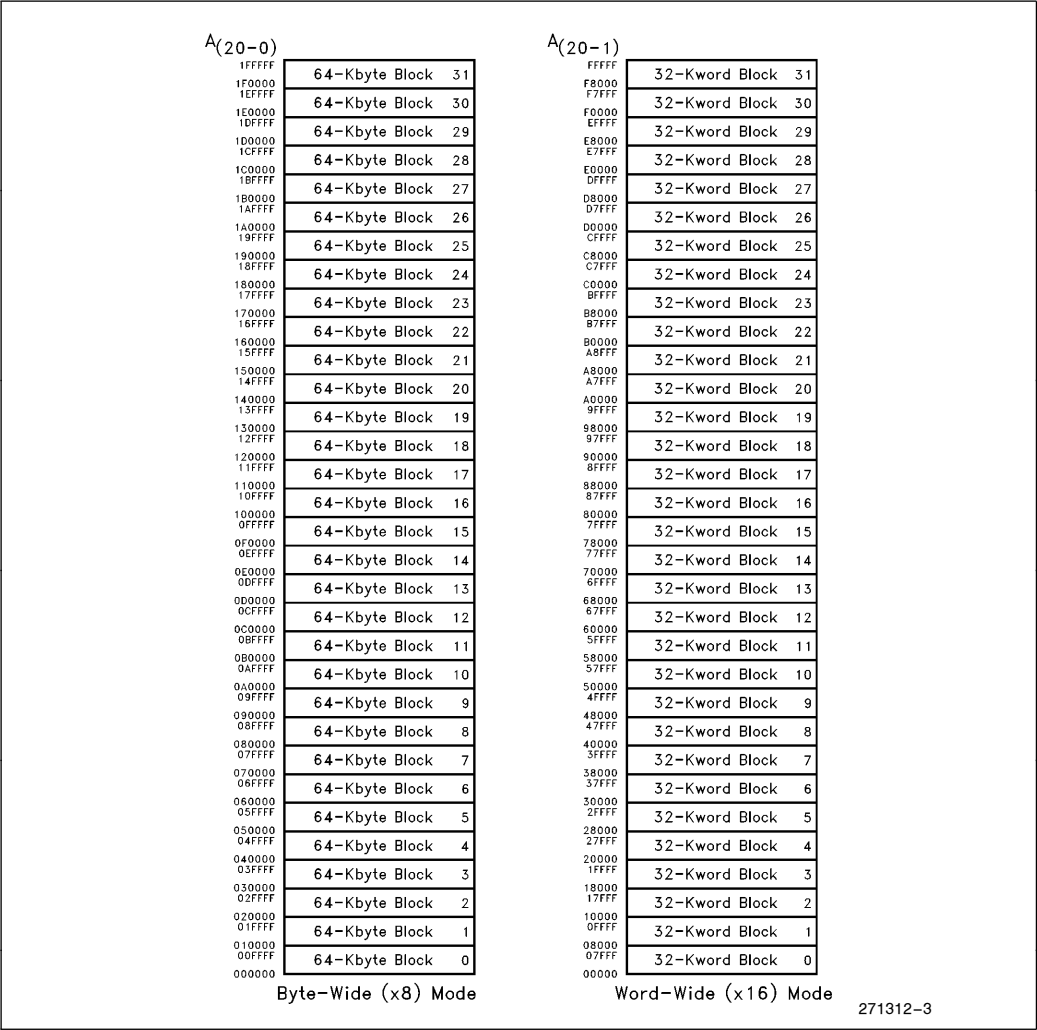 A(20-0)
1FFFFF
64-Kbyte Block 31
1F0000
1EFFFF
64-Kbyte Block 30
1E0000
1DFFFF
64-Kbyte Block 29
1D0000
1CFFFF
64-Kbyte Block 28
1C0000
1BFFFF
64-Kbyte Block 27
1B0000
1AFFFF
64-Kbyte Block 26
1A0000
19FFFF
64-Kbyte Block 25
190000
18FFFF
64-Kbyte Block 24
180000
17FFFF
64-Kbyte Block 23
170000
16FFFF
64-Kbyte Block 22
160000
15FFFF
64-Kbyte Block 21
150000
14FFFF
64-Kbyte Block 20
140000
13FFFF
64-Kbyte Block 19
130000
12FFFF
64-Kbyte Block 18
120000
11FFFF
64-Kbyte Block 17
110000
10FFFF
64-Kbyte Block 16
100000
0FFFFF
64-Kbyte Block 15
0F0000
0EFFFF
64-Kbyte Block 14
0E0000
0DFFFF
64-Kbyte Block 13
0D0000
0CFFFF
64-Kbyte Block 12
0C0000
0BFFFF
64-Kbyte Block 11
0B0000
0AFFFF
64-Kbyte Block 10
0A0000
09FFFF
64-Kbyte Block 9
090000
08FFFF
64-Kbyte Block 8
080000
07FFFF
64-Kbyte Block 7
070000
06FFFF
64-Kbyte Block 6
060000
05FFFF
64-Kbyte Block 5
050000
04FFFF
64-Kbyte Block 4
040000
03FFFF
64-Kbyte Block 3
030000
02FFFF
64-Kbyte Block 2
020000
01FFFF
64-Kbyte Block 1
010000
00FFFF
64-Kbyte Block 0
000000
Byte-Wide (x8) Mode
A(20-1)
FFFFF
32-Kword Block 31
F8000
F7FFF
32-Kword Block 30
F0000
EFFFF
32-Kword Block 29
E8000
E7FFF
32-Kword Block 28
E0000
DFFFF
32-Kword Block 27
D8000
D7FFF
32-Kword Block 26
D0000
CFFFF
32-Kword Block 25
C8000
C7FFF
32-Kword Block 24
C0000
BFFFF
32-Kword Block 23
B8000
B7FFF
32-Kword Block 22
B0000
A8FFF
32-Kword Block 21
A8000
A7FFF
32-Kword Block 20
A0000
9FFFF
32-Kword Block 19
98000
97FFF
32-Kword Block 18
90000
8FFFF
32-Kword Block 17
88000
87FFF
32-Kword Block 16
80000
7FFFF
32-Kword Block 15
78000
77FFF
32-Kword Block 14
70000
6FFFF
32-Kword Block 13
68000
67FFF
32-Kword Block 12
60000
5FFFF
32-Kword Block 11
58000
57FFF
32-Kword Block 10
50000
4FFFF
32-Kword Block 9
48000
47FFF
32-Kword Block 8
40000
3FFFF
32-Kword Block 7
38000
37FFF
32-Kword Block 6
30000
2FFFF
32-Kword Block 5
28000
27FFF
32-Kword Block 4
20000
1FFFF
32-Kword Block 3
18000
17FFF
32-Kword Block 2
10000
0FFFF
32-Kword Block 1
08000
07FFF
32-Kword Block 0
00000
Word-Wide (x16) Mode
271312-3